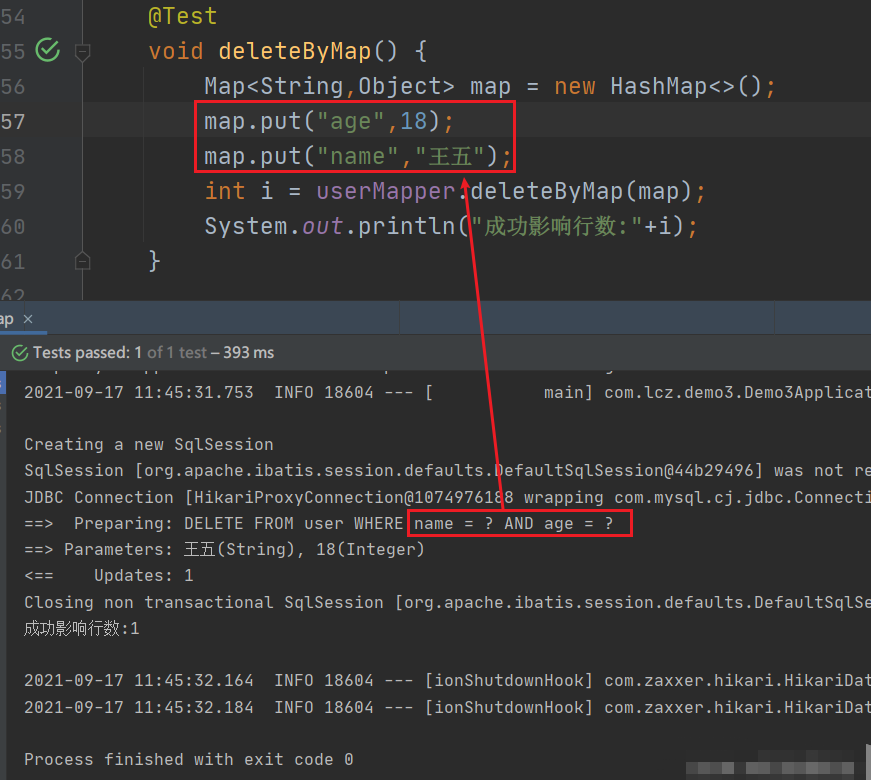 54 @Test
55 void deleteByMap() {
56 Map<String,Object> map = new HashMap<>();
57 map.put("age",18);
58 map.put("name","王五");
59 int i = userMapper.deleteByMap(map);
60 System.out.println("成功影响行数:"+i);
61 }
62
ap ×
Tests passed: 1 of 1 test – 393 ms
2021-09-17 11:45:31.753 INFO 18604 --- [ main] com.lcz.demo3.Demo3Applicat
Creating a new SqlSession
SqlSession [org.apache.ibatis.session.defaults.DefaultSqlSession@44b29496] was not re
JDBC Connection [HikariProxyConnection@1074976188 wrapping com.mysql.cj.jdbc.Connecti
==> Preparing: DELETE FROM user WHERE name = ? AND age = ?
==> Parameters: 王五(String), 18(Integer)
<== Updates: 1
Closing non transactional SqlSession [org.apache.ibatis.session.defaults.DefaultSqlSe
成功影响行数:1
2021-09-17 11:45:32.164 INFO 18604 --- [ionShutdownHook] com.zaxxer.hikari.HikariDat
2021-09-17 11:45:32.184 INFO 18604 --- [ionShutdownHook] com.zaxxer.hikari.HikariDat
Process finished with exit code 0